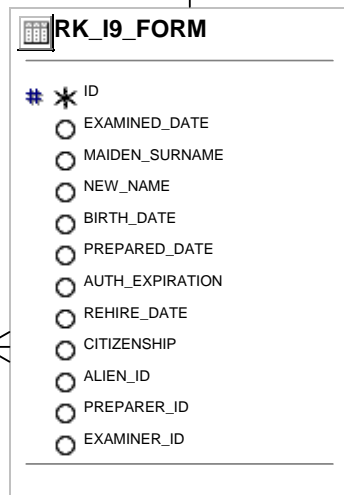 RK_I9_FORM
# * ID
EXAMINED_DATE
MAIDEN_SURNAME
NEW_NAME
BIRTH_DATE
PREPARED_DATE
AUTH_EXPIRATION
REHIRE_DATE
CITIZENSHIP
ALIEN_ID
PREPARER_ID
EXAMINER_ID